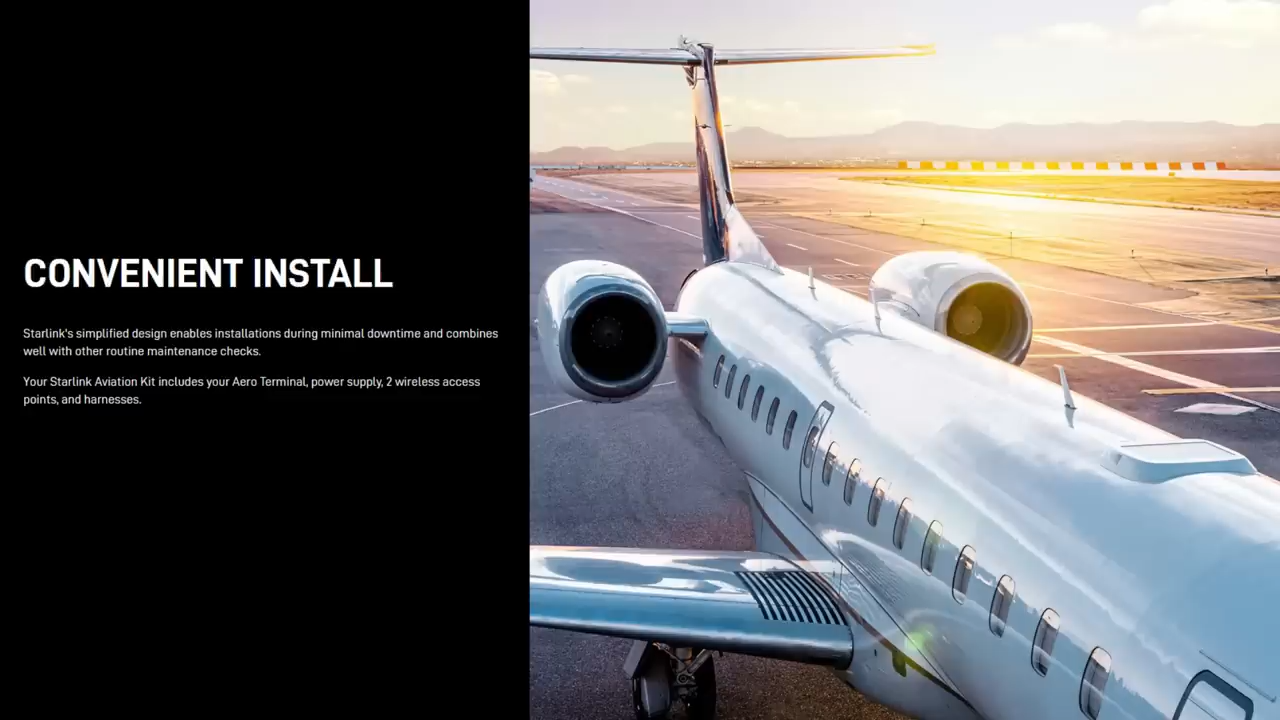 CONVENIENT INSTALL
Starlink's simplified design enables installations during minimal downtime and combines
well with other routine maintenance checks.
Your Starlink Aviation Kit includes your Aero Terminal, power supply, 2 wireless access
points, and harnesses.